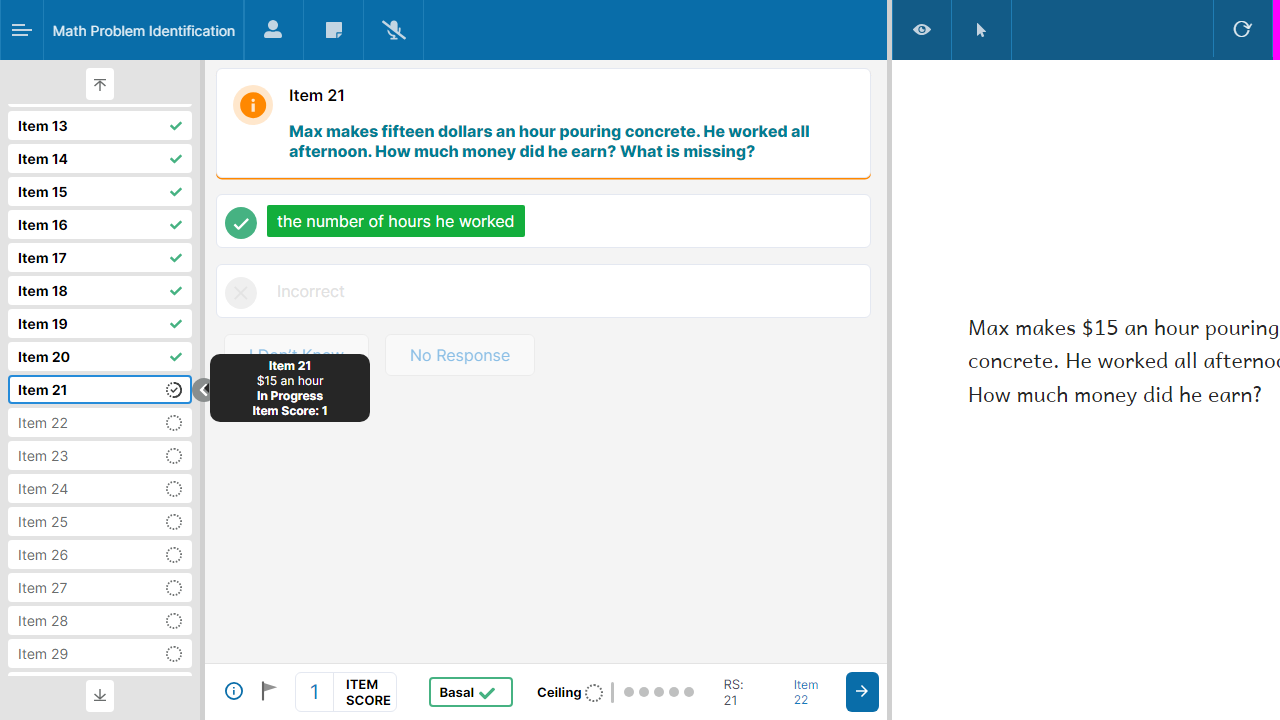 Math Problem Identification
Item 13
Item 14
Item 15
Item 16
Item 17
Item 18
Item 19
Item 20
Item 21
Item 22
Item 23
Item 24
Item 25
Item 26
Item 27
Item 28
Item 29
Item 21
Max makes fifteen dollars an hour pouring concrete. He worked all
afternoon. How much money did he earn? What is missing?
the number of hours he worked
Incorrect
I Don't Know
No Response
Item 21
$15 an hour
In Progress
Item Score: 1
1
ITEM
SCORE
Basal
Ceiling
RS:
21
Item
22
Max makes $15 an hour pouring
concrete. He worked all afternoo
How much money did he earn?